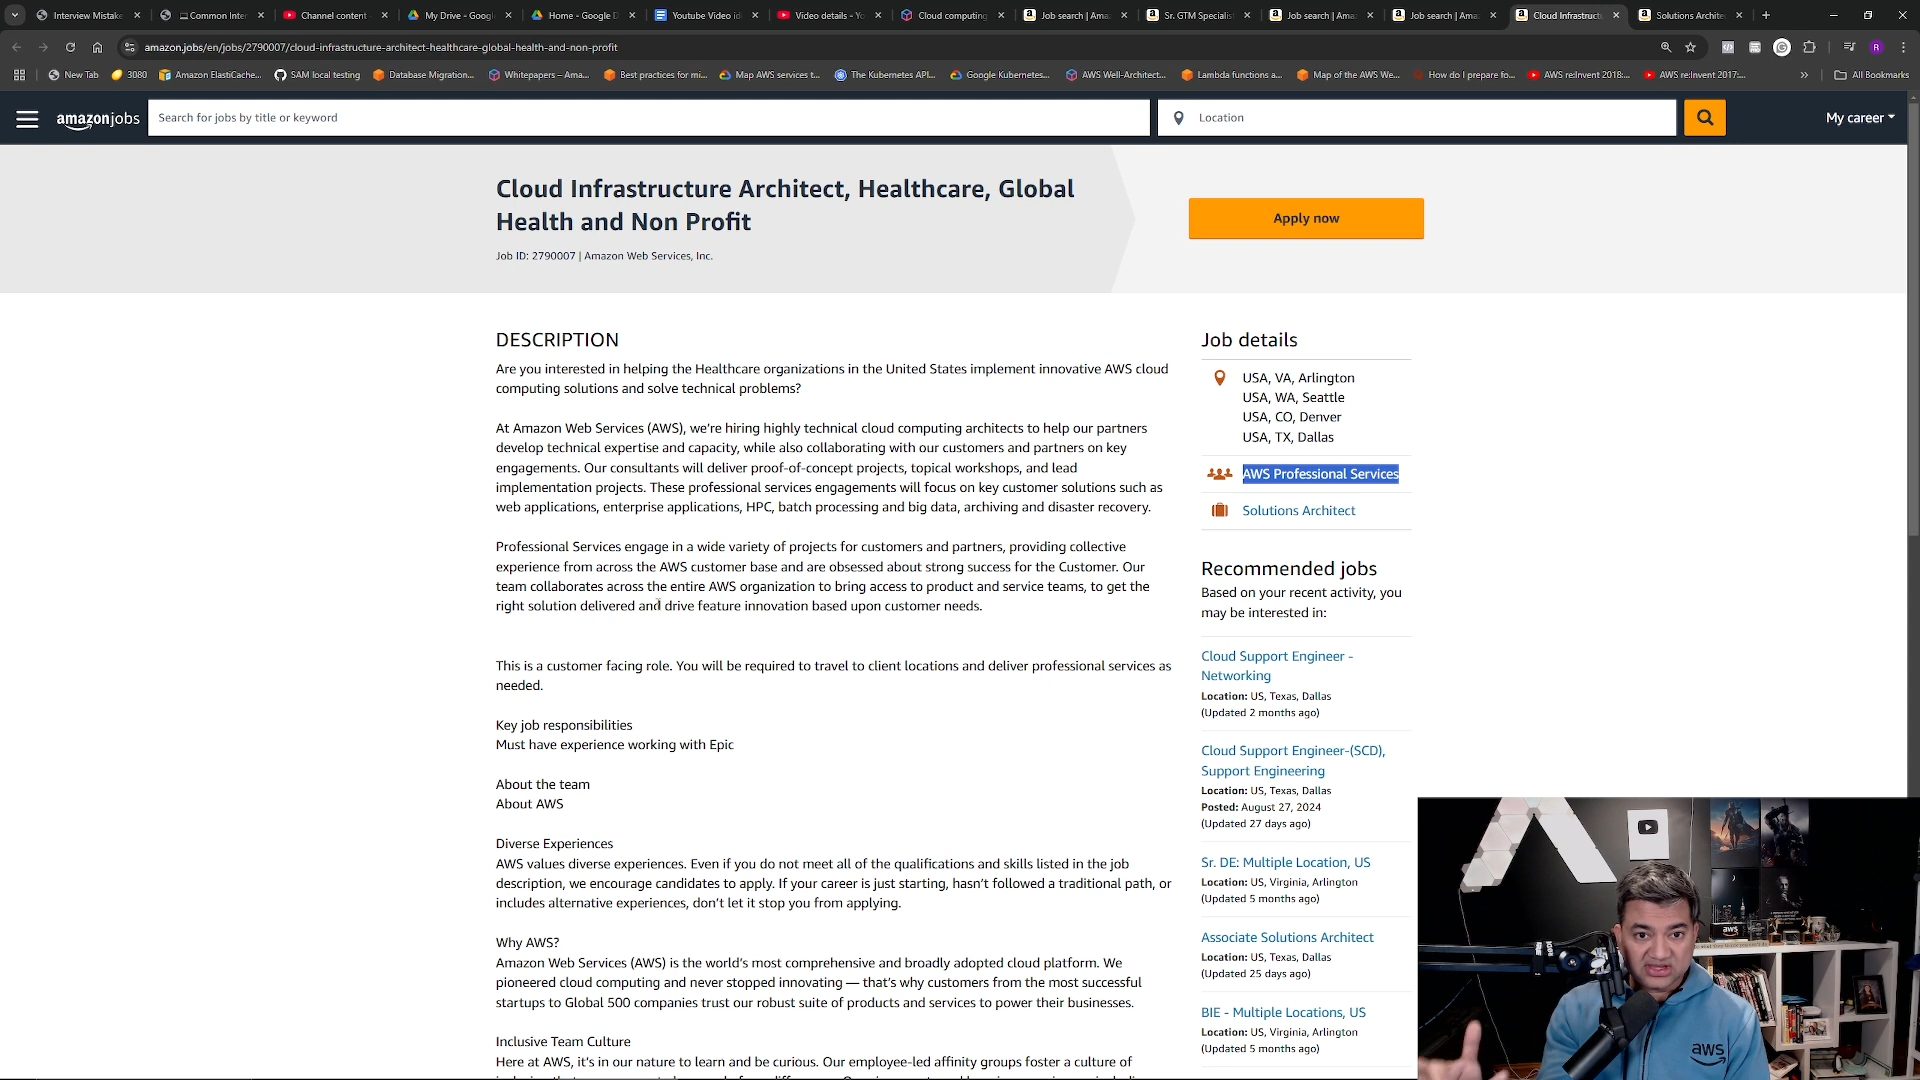 Interview Mistake
Common Inter
Channel content
My Drive - Googl
Home - Google D
Youtube Video id
Video details - Yo
Cloud computing
Job search | Ama
Sr. GTM Specialis
Job search | Ama
Job search | Ama
Cloud Infrastruct
Solutions Archite
amazon.jobs/en/jobs/2790007/cloud-infrastructure-architect-healthcare-global-health-and-non-profit
R
New Tab
3080
Amazon ElastiCache...
SAM local testing
Database Migration...
Whitepapers – Ama...
Best practices for mi...
Map AWS services t...
The Kubernetes API...
Google Kubernetes...
AWS Well-Architect...
Lambda functions a...
Map of the AWS We...
How do I prepare fo...
AWS re:Invent 2018:...
AWS re:Invent 2017:...
All Bookmarks
amazonjobs
Search for jobs by title or keyword
Location
My career
Cloud Infrastructure Architect, Healthcare, Global
Health and Non Profit
Job ID: 2790007 | Amazon Web Services, Inc.
Apply now
DESCRIPTION
Are you interested in helping the Healthcare organizations in the United States implement innovative AWS cloud
computing solutions and solve technical problems?
At Amazon Web Services (AWS), we're hiring highly technical cloud computing architects to help our partners
develop technical expertise and capacity, while also collaborating with our customers and partners on key
engagements. Our consultants will deliver proof-of-concept projects, topical workshops, and lead
implementation projects. These professional services engagements will focus on key customer solutions such as
web applications, enterprise applications, HPC, batch processing and big data, archiving and disaster recovery.
Professional Services engage in a wide variety of projects for customers and partners, providing collective
experience from across the AWS customer base and are obsessed about strong success for the Customer. Our
team collaborates across the entire AWS organization to bring access to product and service teams, to get the
right solution delivered and drive feature innovation based upon customer needs.
This is a customer facing role. You will be required to travel to client locations and deliver professional services as
needed.
Key job responsibilities
Must have experience working with Epic
About the team
About AWS
Diverse Experiences
AWS values diverse experiences. Even if you do not meet all of the qualifications and skills listed in the job
description, we encourage candidates to apply. If your career is just starting, hasn't followed a traditional path, or
includes alternative experiences, don't let it stop you from applying.
Why AWS?
Amazon Web Services (AWS) is the world's most comprehensive and broadly adopted cloud platform. We
pioneered cloud computing and never stopped innovating — that's why customers from the most successful
startups to Global 500 companies trust our robust suite of products and services to power their businesses.
Inclusive Team Culture
Here at AWS, it's in our nature to learn and be curious. Our employee-led affinity groups foster a culture of
Job details
USA, VA, Arlington
USA, WA, Seattle
USA, CO, Denver
USA, TX, Dallas
AWS Professional Services
Solutions Architect
Recommended jobs
Based on your recent activity, you
may be interested in:
Cloud Support Engineer -
Networking
Location: US, Texas, Dallas
(Updated 2 months ago)
Cloud Support Engineer-(SCD),
Support Engineering
Location: US, Texas, Dallas
Posted: August 27, 2024
(Updated 27 days ago)
Sr. DE: Multiple Location, US
Location: US, Virginia, Arlington
(Updated 5 months ago)
Associate Solutions Architect
Location: US, Texas, Dallas
(Updated 25 days ago)
BIE - Multiple Locations, US
Location: US, Virginia, Arlington
(Updated 5 months ago)
aws
aws